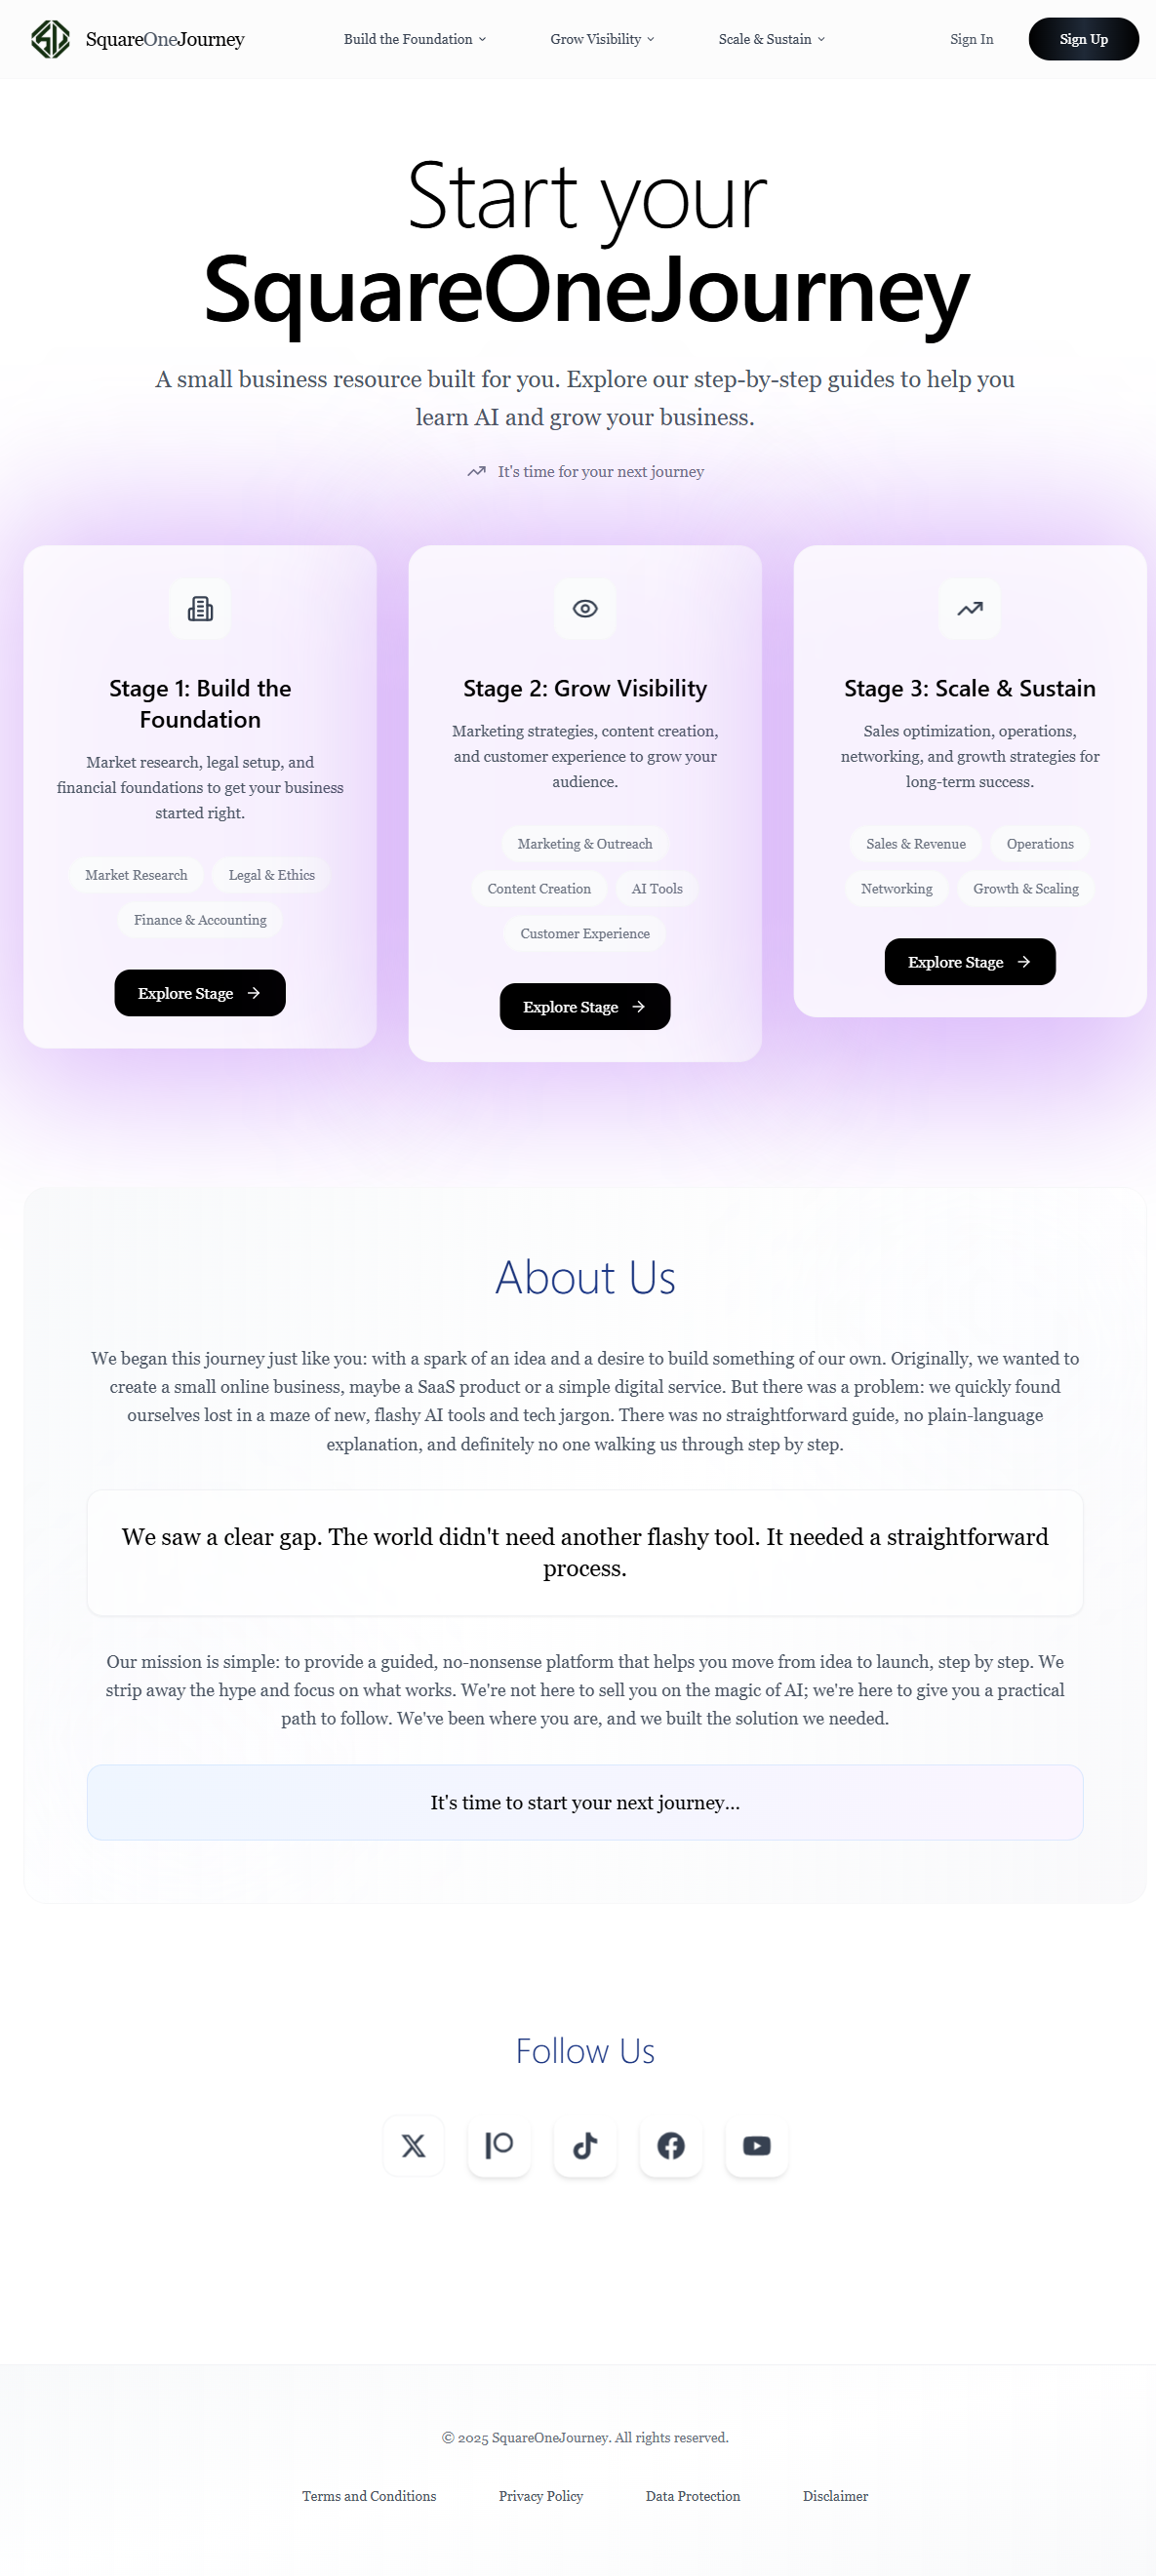 SquareOneJourney
Build the Foundation
Grow Visibility
Scale & Sustain
Sign In
Sign Up
Start your
SquareOneJourney
A small business resource built for you. Explore our step-by-step guides to help you
learn AI and grow your business.
It's time for your next journey
Stage 1: Build the
Foundation
Market research, legal setup, and
financial foundations to get your business
started right.
Market Research
Legal & Ethics
Finance & Accounting
Explore Stage
Stage 2: Grow Visibility
Marketing strategies, content creation,
and customer experience to grow your
audience.
Marketing & Outreach
Content Creation
AI Tools
Customer Experience
Explore Stage
Stage 3: Scale & Sustain
Sales optimization, operations,
networking, and growth strategies for
long-term success.
Sales & Revenue
Operations
Networking
Growth & Scaling
Explore Stage
About Us
We began this journey just like you: with a spark of an idea and a desire to build something of our own. Originally, we wanted to
create a small online business, maybe a SaaS product or a simple digital service. But there was a problem: we quickly found
ourselves lost in a maze of new, flashy AI tools and tech jargon. There was no straightforward guide, no plain-language
explanation, and definitely no one walking us through step by step.
We saw a clear gap. The world didn't need another flashy tool. It needed a straightforward
process.
Our mission is simple: to provide a guided, no-nonsense platform that helps you move from idea to launch, step by step. We
strip away the hype and focus on what works. We're not here to sell you on the magic of AI; we're here to give you a practical
path to follow. We've been where you are, and we built the solution we needed.
It's time to start your next journey...
Follow Us
© 2025 SquareOneJourney. All rights reserved.
Terms and Conditions
Privacy Policy
Data Protection
Disclaimer